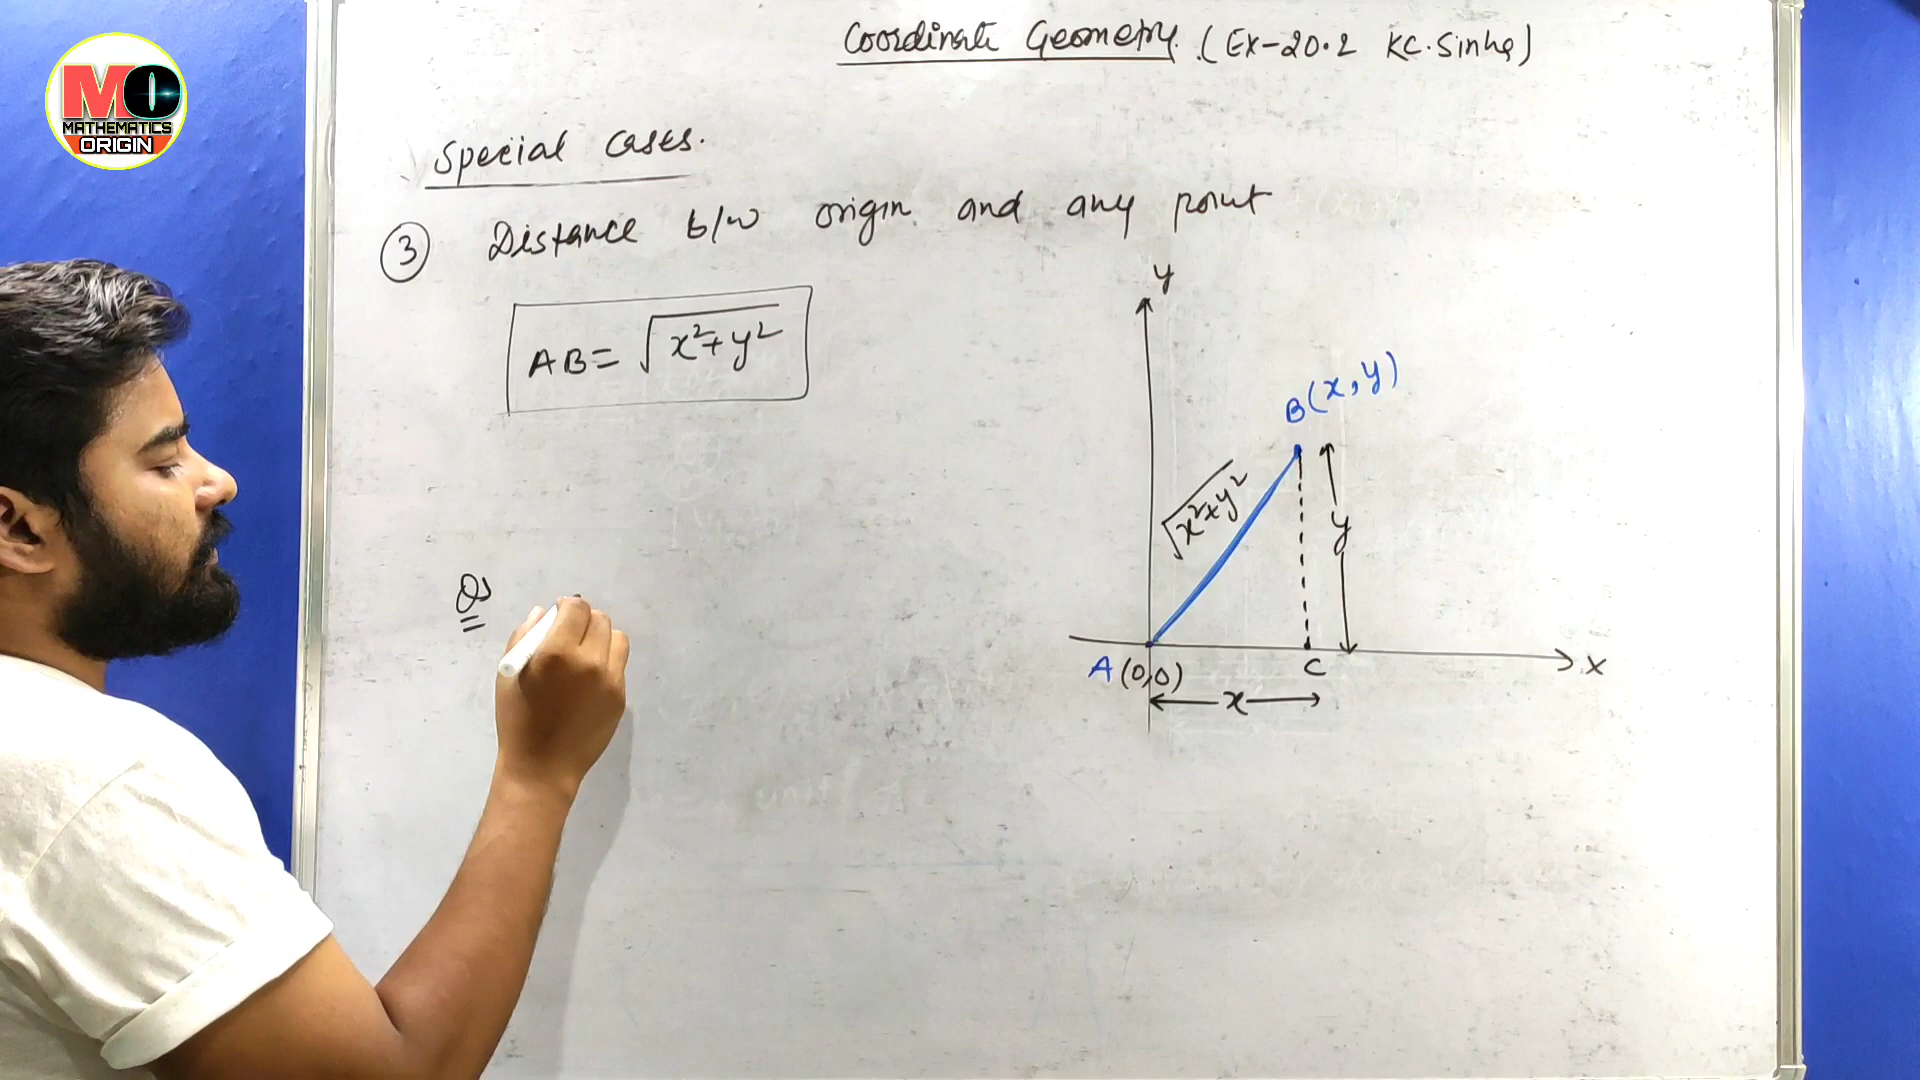 MO
MATHEMATICS
ORIGIN
Coordinate Geometry. (Ex-20.2 KC.Sinha)
Special cases.
3 Distance b/w origin and any point
AB = √x²+y²
y
B(x,y)
√x²+y²
y
A(0,0)
C
x
x
Q